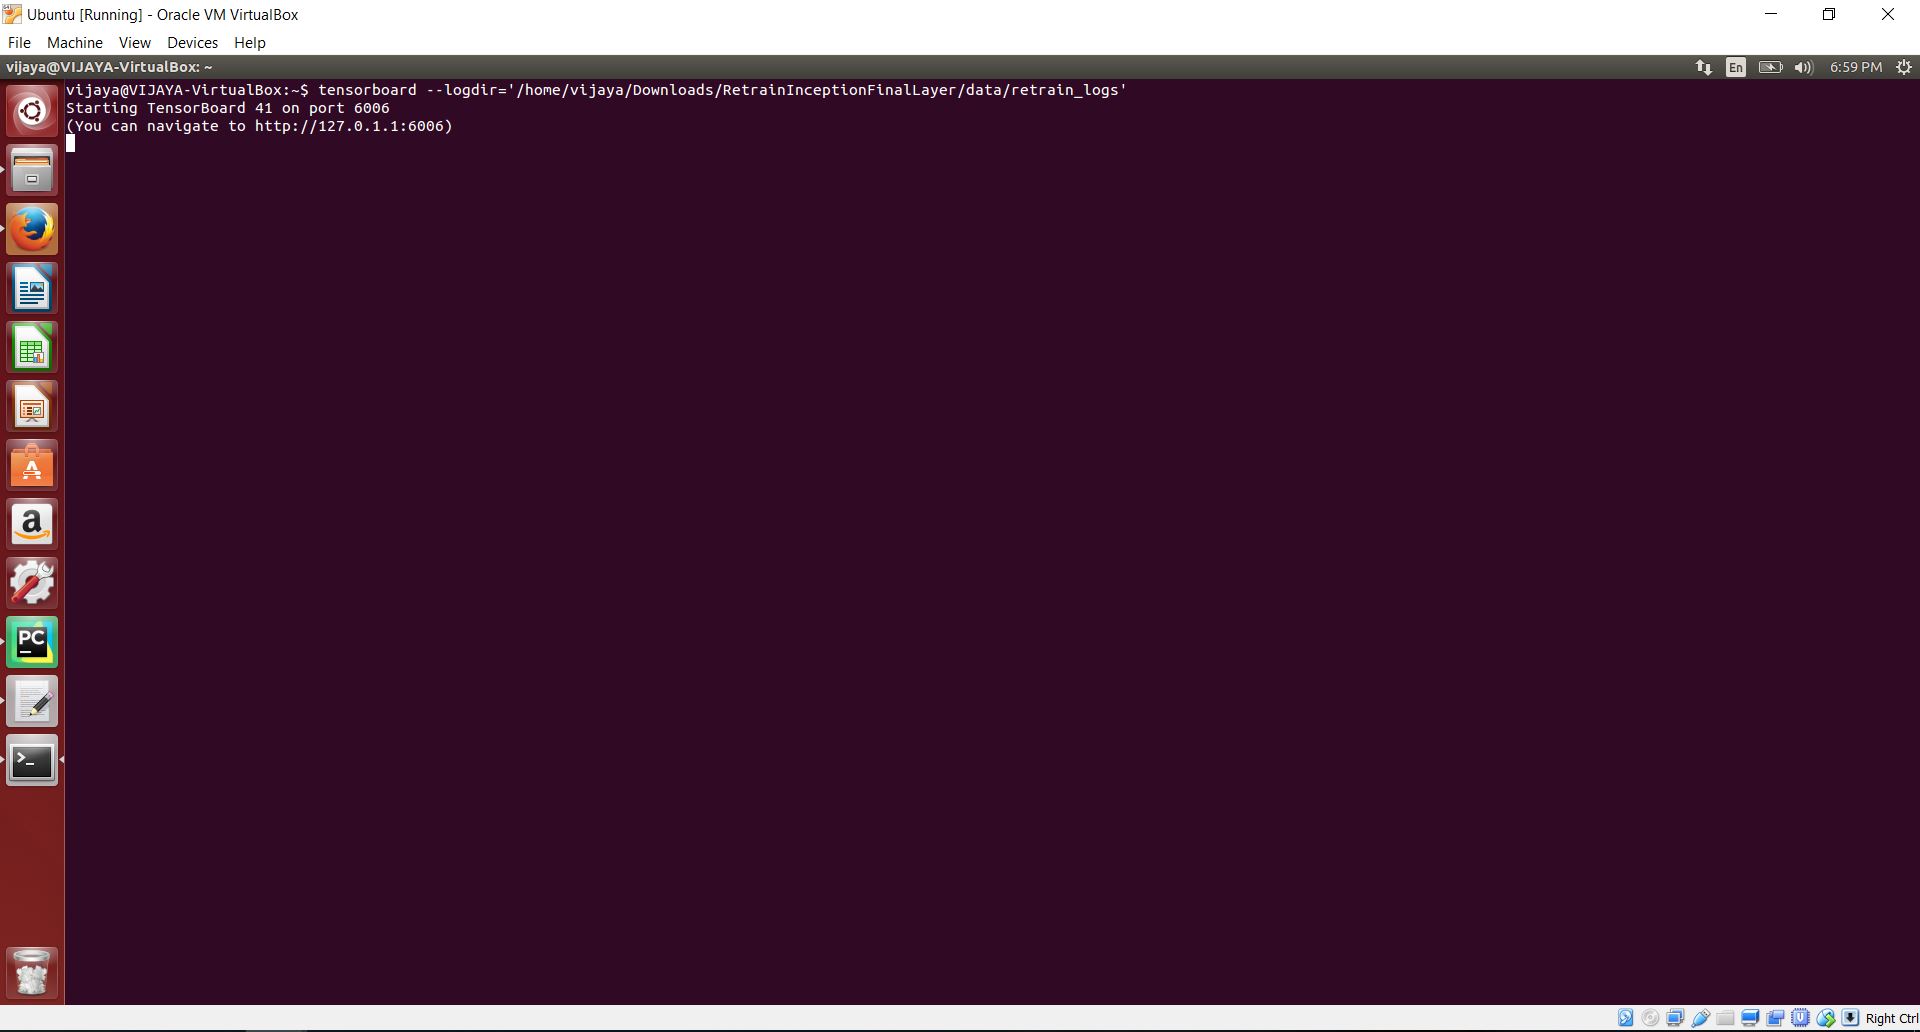 Ubuntu [Running] - Oracle VM VirtualBox
File Machine View Devices Help
vijaya@VIJAYA-VirtualBox: ~
En 6:59 PM
vijaya@VIJAYA-VirtualBox:~$ tensorboard --logdir='/home/vijaya/Downloads/RetrainInceptionFinalLayer/data/retrain_logs'
Starting TensorBoard 41 on port 6006
(You can navigate to http://127.0.1.1:6006)
A
a
PC
>_
Right Ctrl